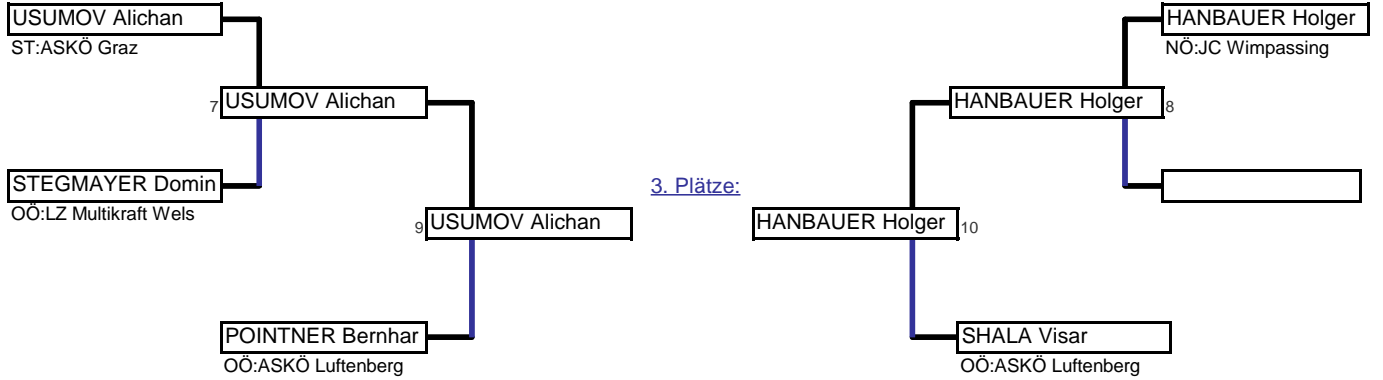 USUMOV Alichan
ST:ASKÖ Graz
7 USUMOV Alichan
STEGMAYER Domin
OÖ:LZ Multikraft Wels
9 USUMOV Alichan
POINTNER Bernhar
OÖ:ASKÖ Luftenberg
3. Plätze:
HANBAUER Holger
NÖ:JC Wimpassing
HANBAUER Holger 8
HANBAUER Holger 10
SHALA Visar
OÖ:ASKÖ Luftenberg